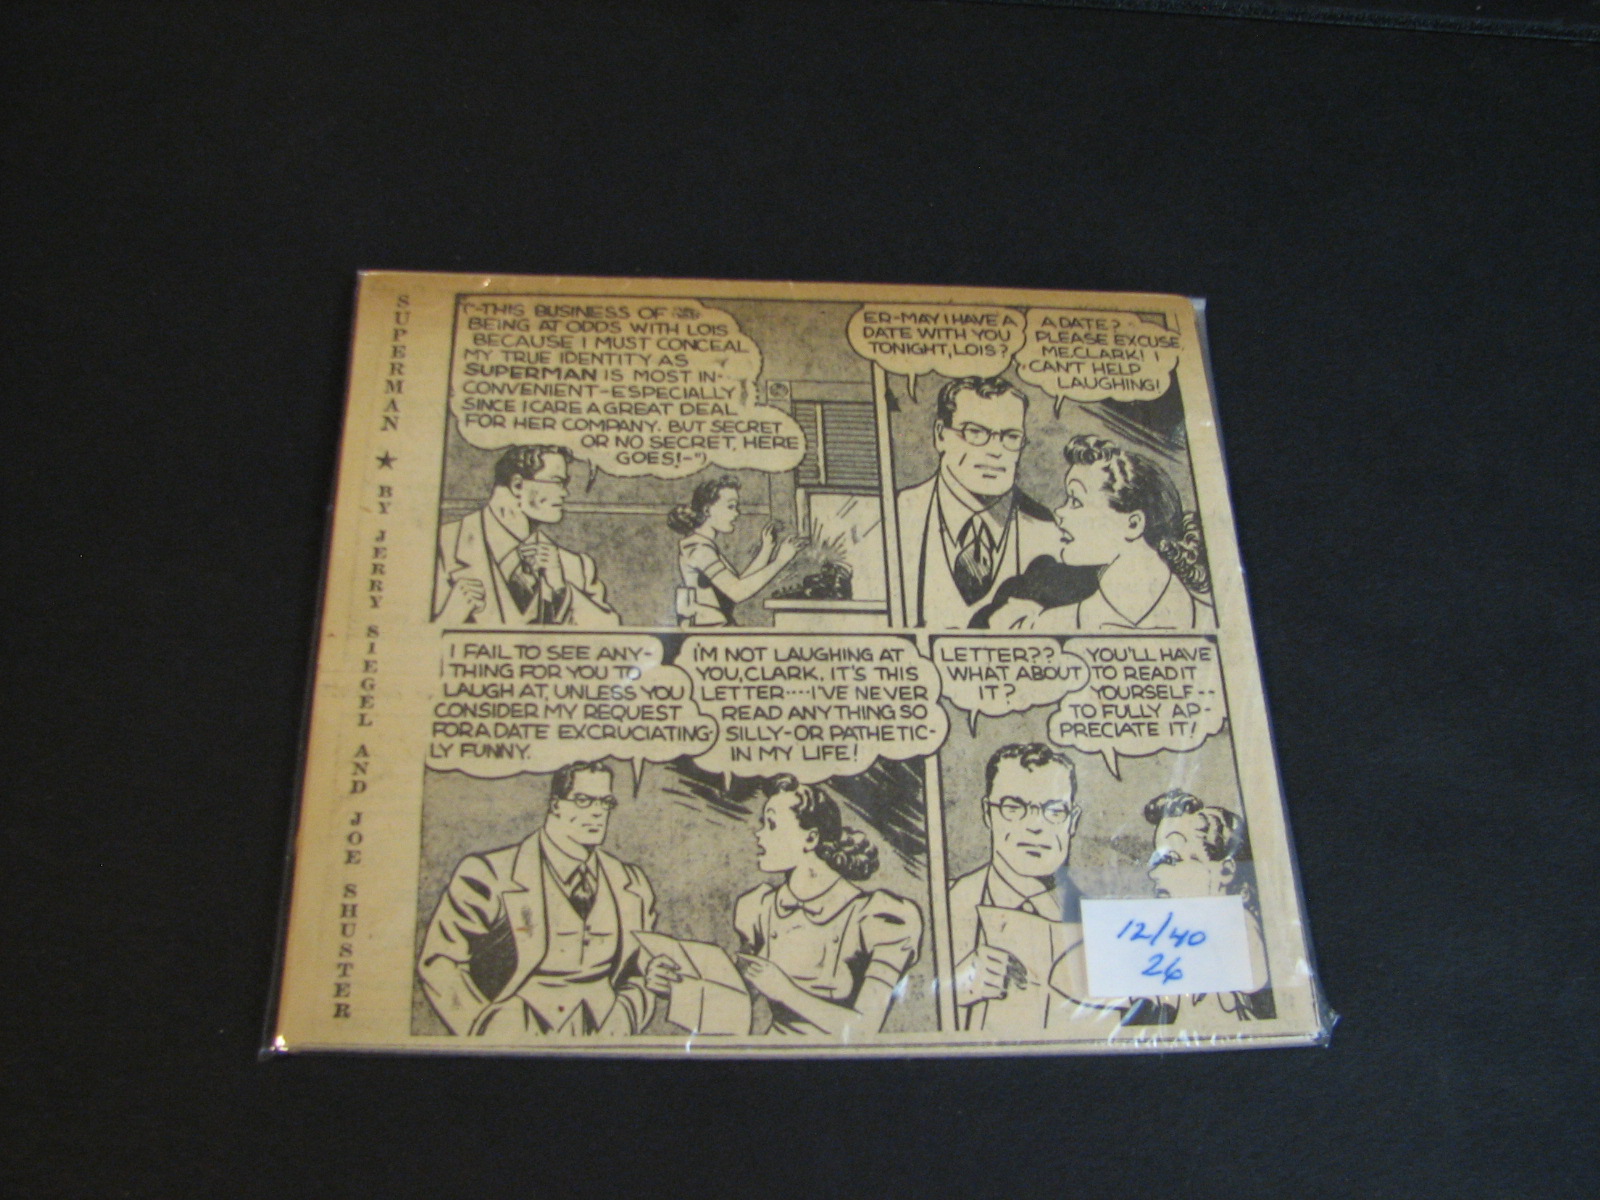 SUPERMAN ★ BY JERRY SIEGEL AND JOE SHUSTER
("-THIS BUSINESS OF
BEING AT ODDS WITH LOIS
BECAUSE I MUST CONCEAL
MY TRUE IDENTITY AS
SUPERMAN IS MOST IN-
CONVENIENT-ESPECIALLY
SINCE I CARE A GREAT DEAL
FOR HER COMPANY. BUT SECRET
OR NO SECRET, HERE
GOES!-")
ER-MAY I HAVE A
DATE WITH YOU
TONIGHT, LOIS?
A DATE?
PLEASE EXCUSE
ME, CLARK! I
CAN'T HELP
LAUGHING!
I FAIL TO SEE ANY-
THING FOR YOU TO
LAUGH AT, UNLESS YOU
CONSIDER MY REQUEST
FOR A DATE EXCRUCIATING-
LY FUNNY.
I'M NOT LAUGHING AT
YOU, CLARK. IT'S THIS
LETTER....I'VE NEVER
READ ANYTHING SO
SILLY-OR PATHETIC-
IN MY LIFE!
LETTER??
WHAT ABOUT
IT?
YOU'LL HAVE
TO READ IT
YOURSELF--
TO FULLY AP-
PRECIATE IT!
12/40
26